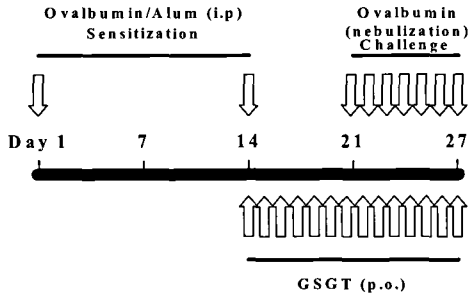 Ovalbumin/Alum (i.p)
Sensitization
Ovalbumin
(nebulization)
Challenge
Day 1 7 14 21 27
GSGT (p.o.)